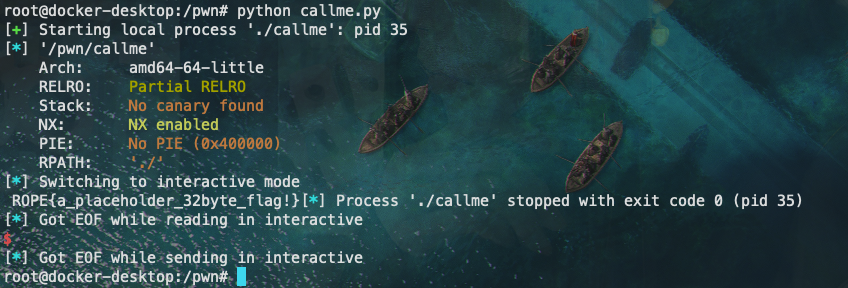 root@docker-desktop:/pwn# python callme.py
[+] Starting local process './callme': pid 35
[*] '/pwn/callme'
    Arch:     amd64-64-little
    RELRO:    Partial RELRO
    Stack:    No canary found
    NX:       NX enabled
    PIE:      No PIE (0x400000)
    RPATH:    './'
[*] Switching to interactive mode
 ROPE{a_placeholder_32byte_flag!}[*] Process './callme' stopped with exit code 0 (pid 35)
[*] Got EOF while reading in interactive
$
[*] Got EOF while sending in interactive
root@docker-desktop:/pwn#